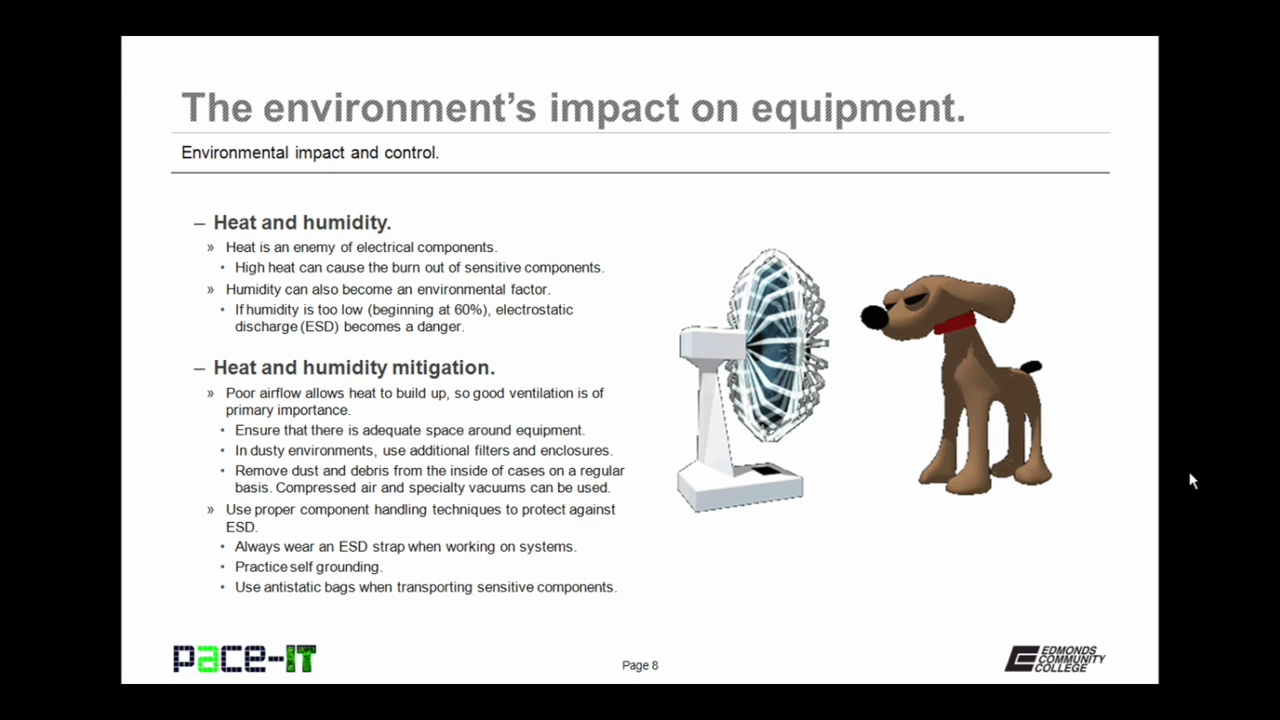 The environment's impact on equipment.
Environmental impact and control.
– Heat and humidity.
» Heat is an enemy of electrical components.
• High heat can cause the burn out of sensitive components.
» Humidity can also become an environmental factor.
• If humidity is too low (beginning at 60%), electrostatic
discharge (ESD) becomes a danger.
– Heat and humidity mitigation.
» Poor airflow allows heat to build up, so good ventilation is of
primary importance.
• Ensure that there is adequate space around equipment.
• In dusty environments, use additional filters and enclosures.
• Remove dust and debris from the inside of cases on a regular
basis. Compressed air and specialty vacuums can be used.
» Use proper component handling techniques to protect against
ESD.
• Always wear an ESD strap when working on systems.
• Practice self grounding.
• Use antistatic bags when transporting sensitive components.
pace-IT
Page 8
EDMONDS
COMMUNITY
COLLEGE